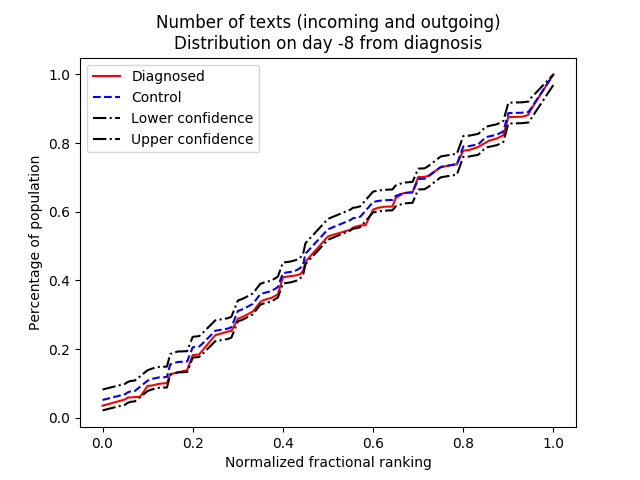 Number of texts (incoming and outgoing)
Distribution on day -8 from diagnosis
Diagnosed
Control
Lower confidence
Upper confidence
Percentage of population
1.0
0.8
0.6
0.4
0.2
0.0
0.0 0.2 0.4 0.6 0.8 1.0
Normalized fractional ranking